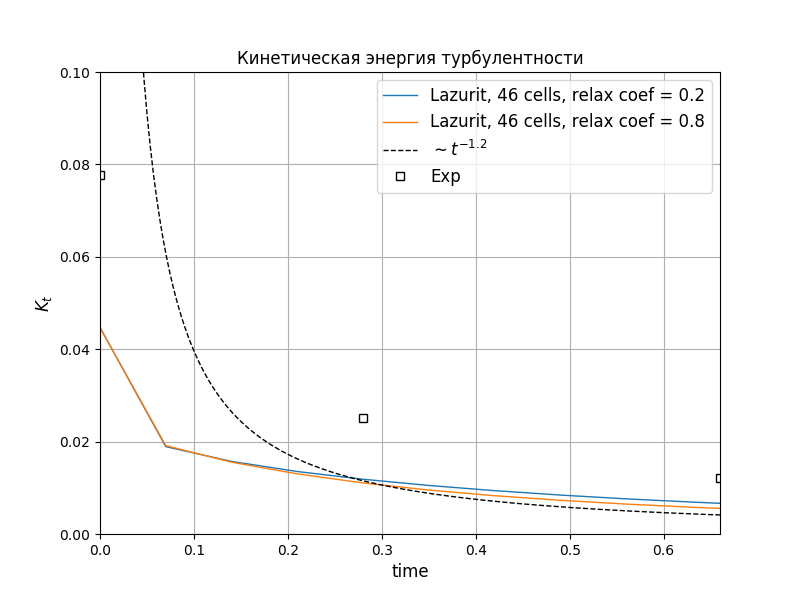 Кинетическая энергия турбулентности
0.10
0.08
0.06
0.04
0.02
0.00
K_t
Lazurit, 46 cells, relax coef = 0.2
Lazurit, 46 cells, relax coef = 0.8
~ t^{-1.2}
Exp
0.0 0.1 0.2 0.3 0.4 0.5 0.6
time